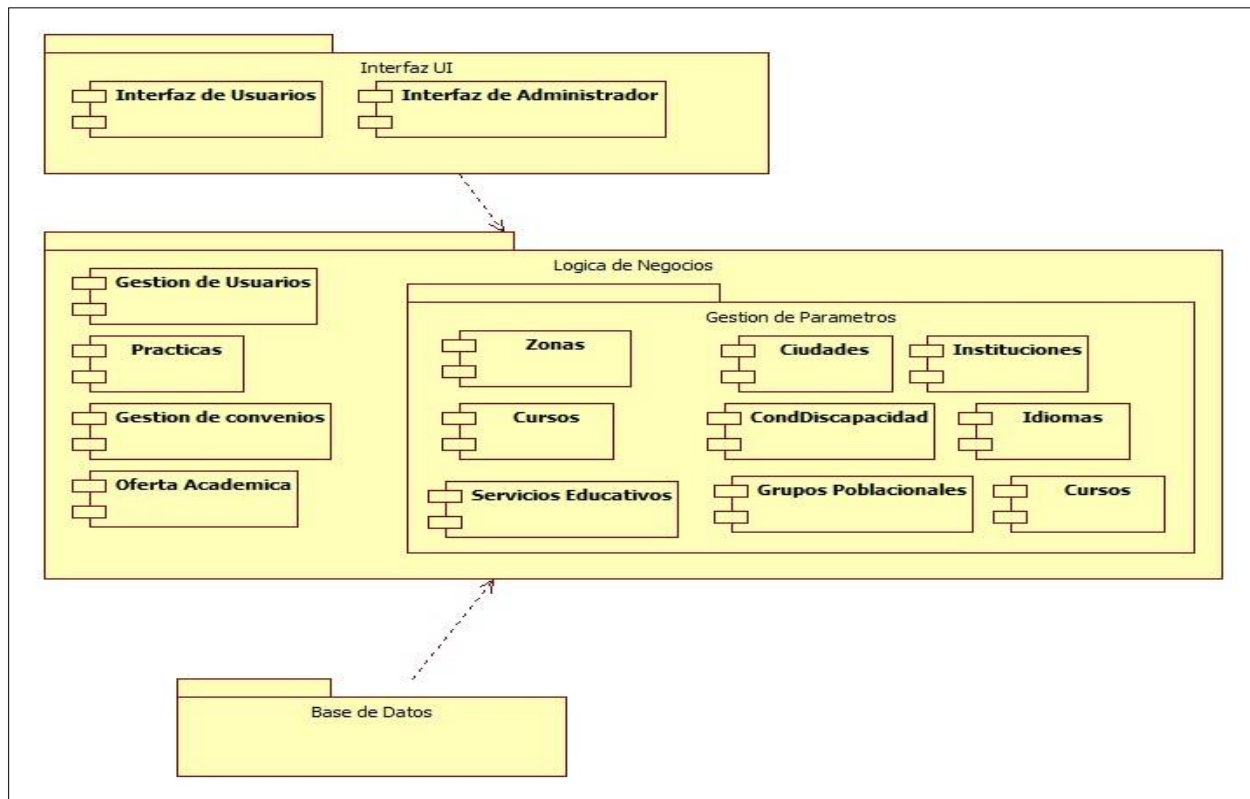 Interfaz UI
Interfaz de Usuarios
Interfaz de Administrador
Logica de Negocios
Gestion de Usuarios
Practicas
Gestion de convenios
Oferta Academica
Gestion de Parametros
Zonas
Ciudades
Instituciones
Cursos
CondDiscapacidad
Idiomas
Servicios Educativos
Grupos Poblacionales
Cursos
Base de Datos